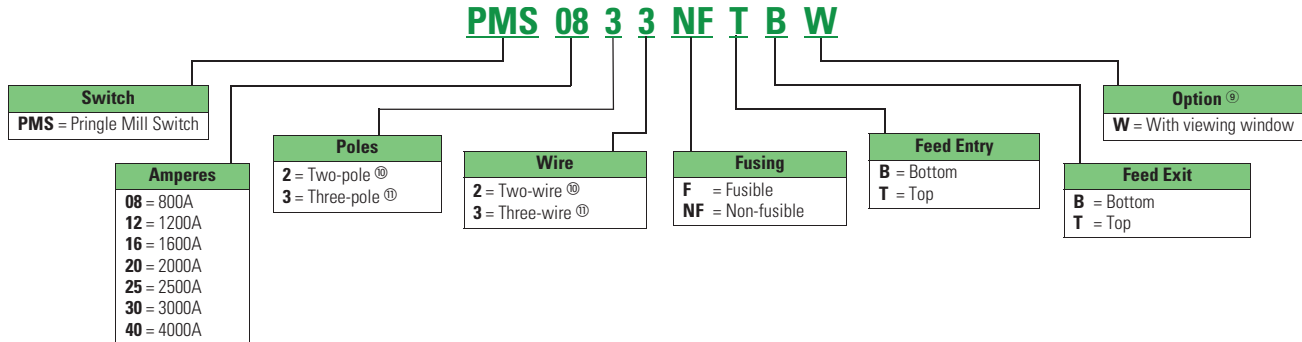 PMS 08 3 3 NF T B W
Switch
PMS = Pringle Mill Switch
Amperes
08 = 800A
12 = 1200A
16 = 1600A
20 = 2000A
25 = 2500A
30 = 3000A
40 = 4000A
Poles
2 = Two-pole ⑩
3 = Three-pole ⑪
Wire
2 = Two-wire ⑩
3 = Three-wire ⑪
Fusing
F = Fusible
NF = Non-fusible
Feed Entry
B = Bottom
T = Top
Feed Exit
B = Bottom
T = Top
Option ⑨
W = With viewing window